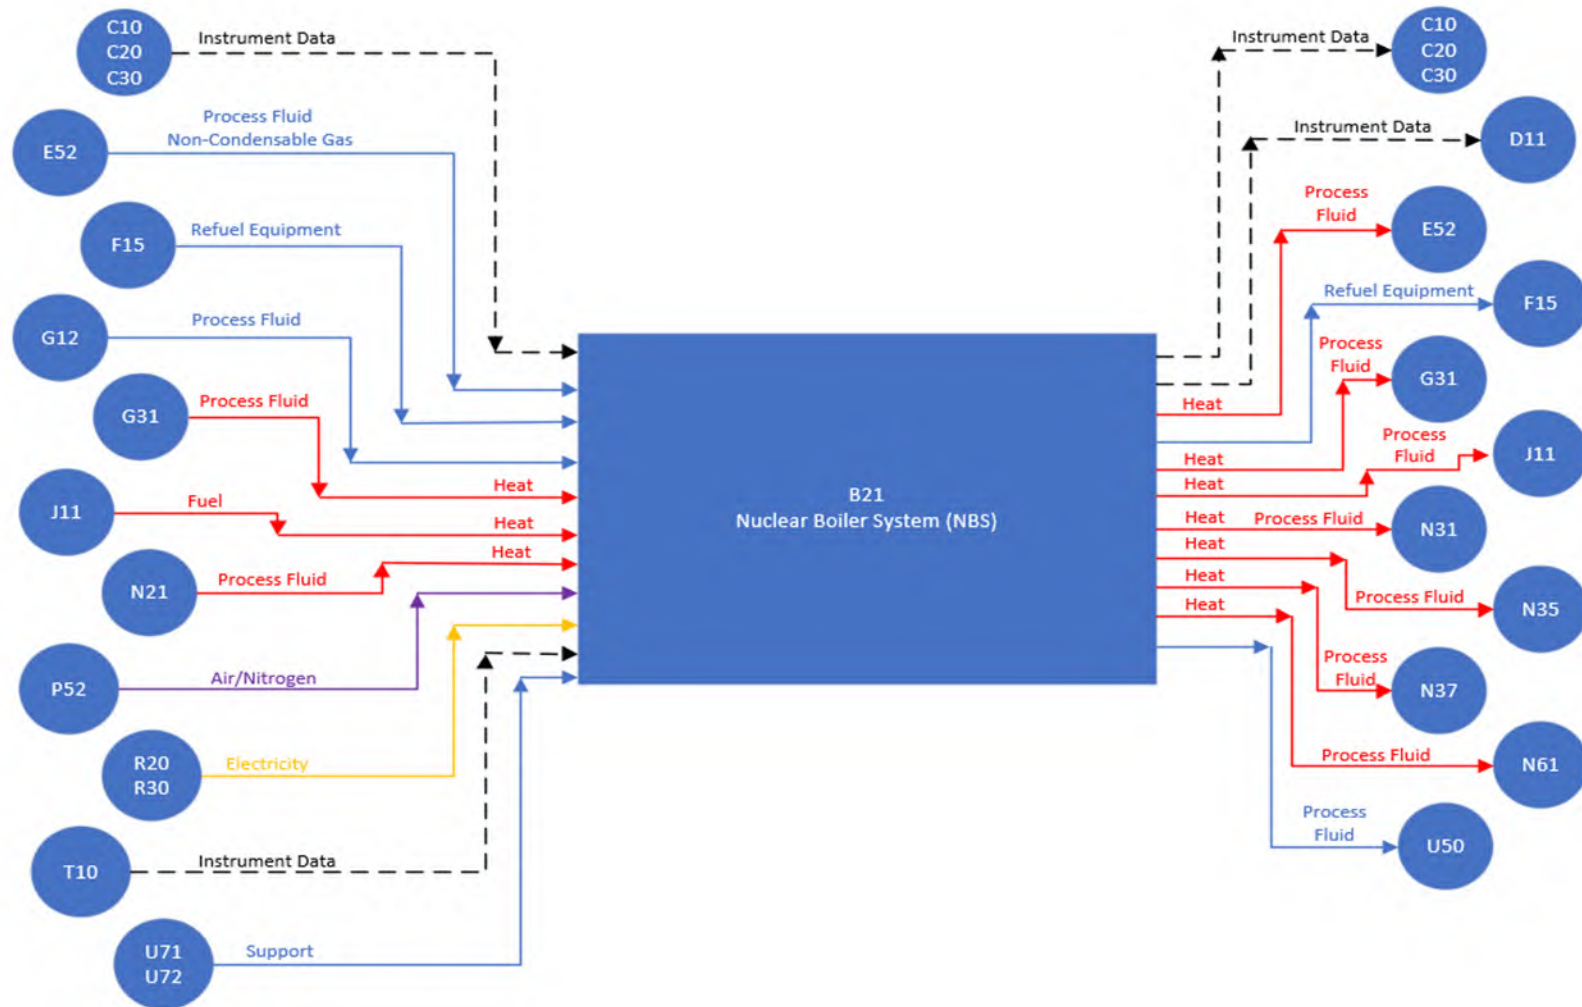 C10
C20
C30
Instrument Data
E52
Process Fluid
Non-Condensable Gas
F15
Refuel Equipment
G12
Process Fluid
G31
Process Fluid
Heat
J11
Fuel
Heat
N21
Process Fluid
Heat
P52
Air/Nitrogen
R20
R30
Electricity
T10
Instrument Data
U71
U72
Support
B21
Nuclear Boiler System (NBS)
Instrument Data
C10
C20
C30
Instrument Data
D11
Heat
Process
Fluid
E52
Refuel Equipment
F15
Heat
Process
Fluid
G31
Heat
Process
Fluid
J11
Heat
Process Fluid
N31
Heat
Process Fluid
N35
Heat
Process
Fluid
N37
Heat
Process Fluid
N61
Process
Fluid
U50